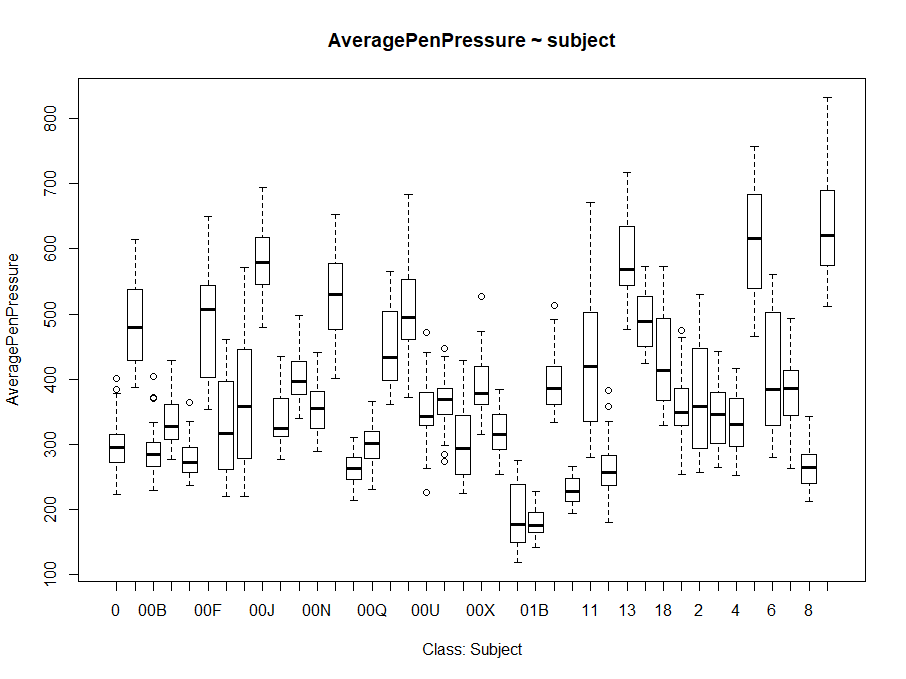 AveragePenPressure ~ subject
AveragePenPressure
800
700
600
500
400
300
200
100
0 00B 00F 00J 00N 00Q 00U 00X 01B 11 13 18 2 4 6 8
Class: Subject